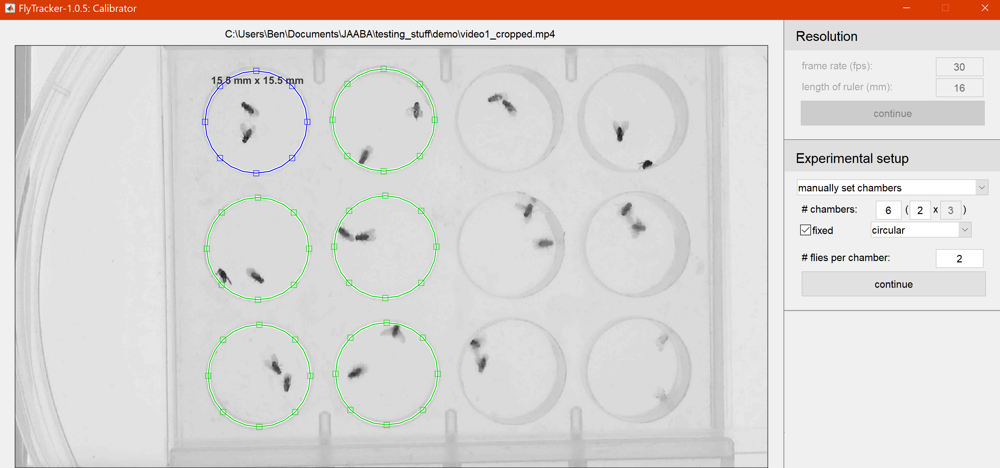 FlyTracker-1.0.5: Calibrator
C:\Users\Ben\Documents\JAABA\testing_stuff\demo\video1_cropped.mp4
15.5 mm x 15.5 mm
Resolution
frame rate (fps): 30
length of ruler (mm): 16
continue
Experimental setup
manually set chambers
# chambers: 6 ( 2 x 3 )
fixed circular
# flies per chamber: 2
continue